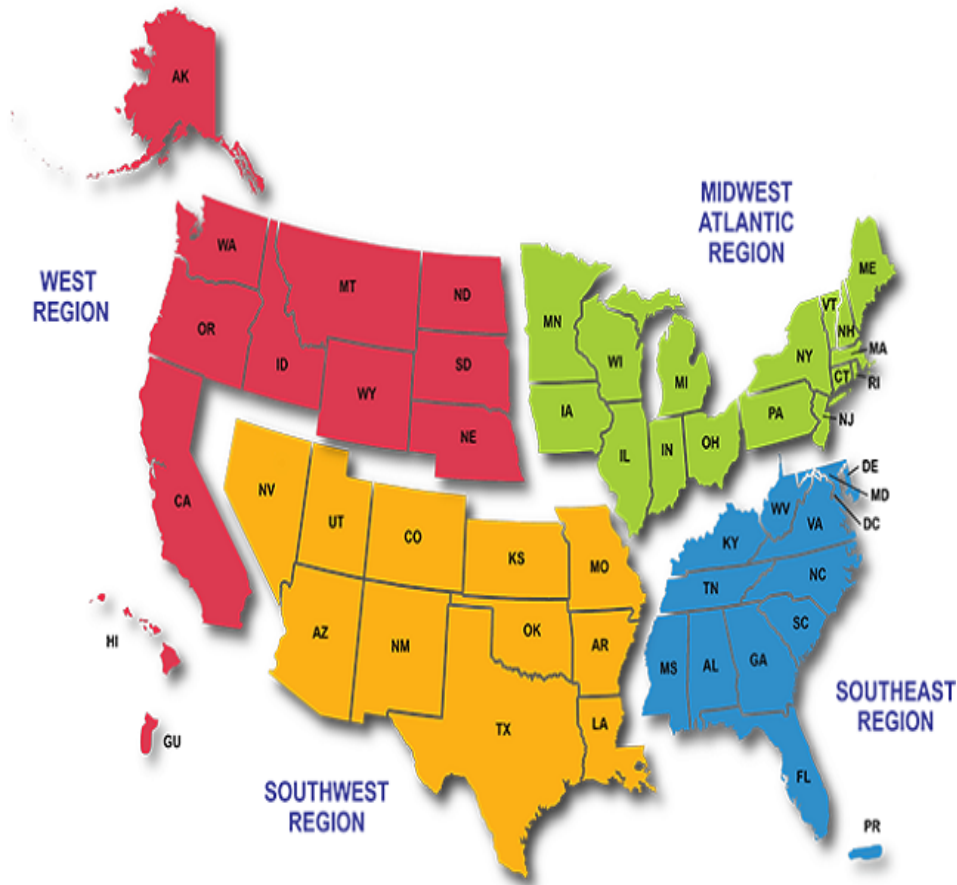 AK
MIDWEST
ATLANTIC
REGION
WEST
REGION
WA
MT
ND
OR
ID
WY
SD
NE
CA
HI
GU
MN
WI
MI
IA
IL
IN
OH
ME
VT
NH
NY
MA
CT
RI
PA
NJ
NV
UT
CO
KS
MO
AZ
NM
OK
AR
TX
LA
SOUTHWEST
REGION
DE
MD
DC
WV
VA
KY
TN
NC
SC
MS
AL
GA
FL
PR
SOUTHEAST
REGION